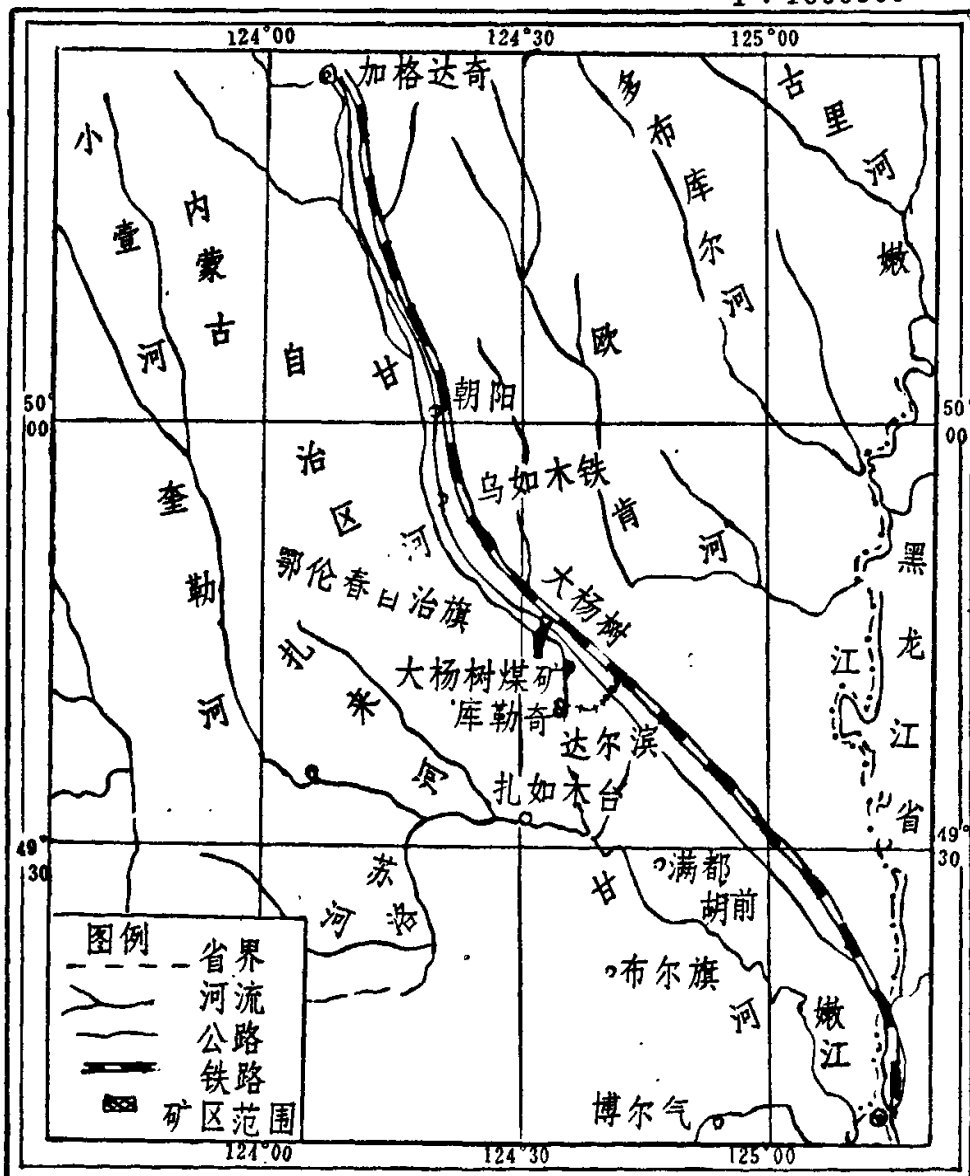 124°00 124°30 125°00
加格达奇
多布库尔河
古里河
小壹河
内蒙古自治区
嫩江
欧肯河
甘河
朝阳
50°00
50°00
乌如木铁
奎勒河
鄂伦春自治旗
大杨树
黑龙江省
扎来河
大杨树煤矿
库勒奇
达尔滨
扎如木台
49°30
49°30
苏洛河
满都胡前
甘河
布尔旗
嫩江
博尔气
图例
省界
河流
公路
铁路
矿区范围
124°00 124°30 125°00